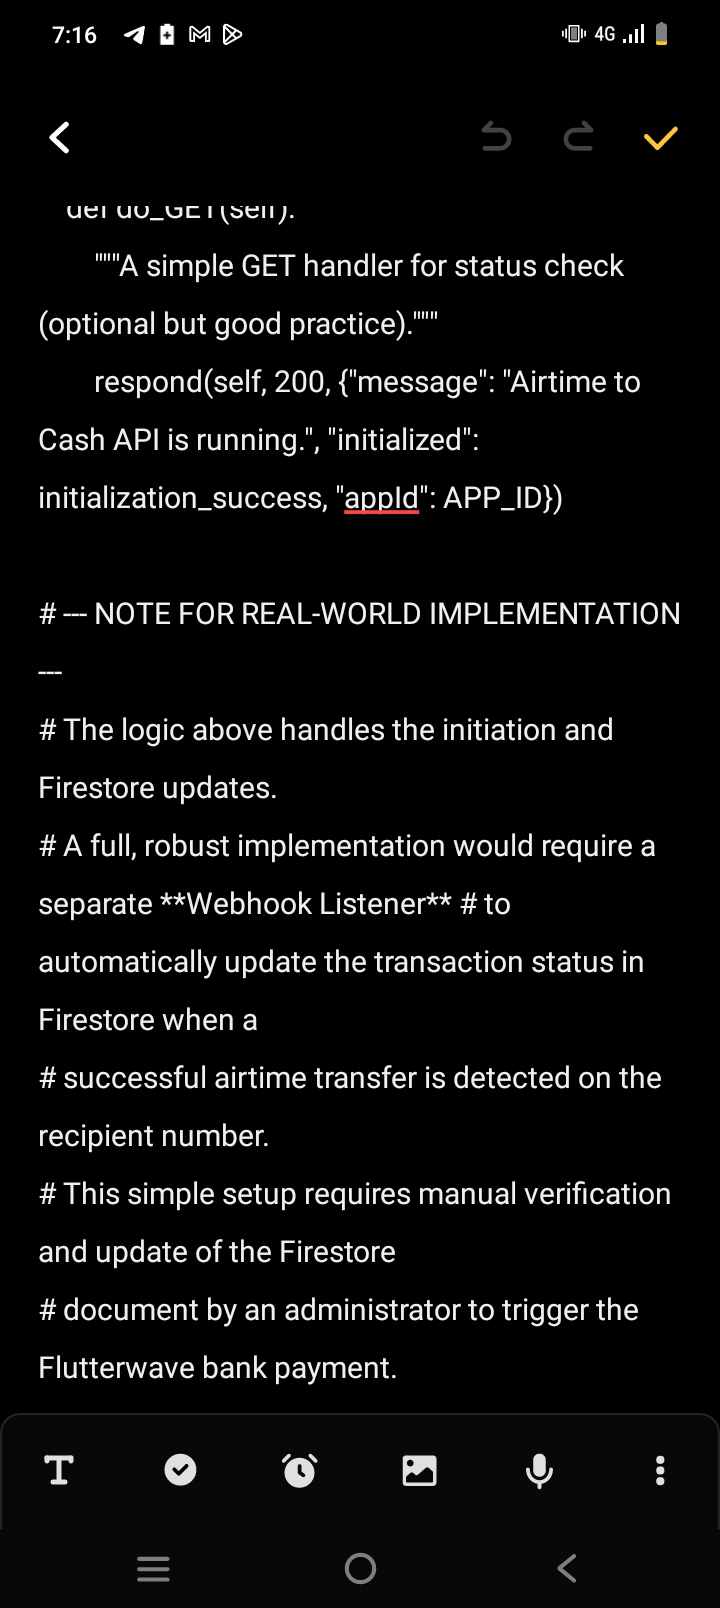 7:16
4G
def do_GET(self):
"""A simple GET handler for status check
(optional but good practice)."""
respond(self, 200, {"message": "Airtime to
Cash API is running.", "initialized":
initialization_success, "appId": APP_ID})
# --- NOTE FOR REAL-WORLD IMPLEMENTATION
---
# The logic above handles the initiation and
Firestore updates.
# A full, robust implementation would require a
separate **Webhook Listener** # to
automatically update the transaction status in
Firestore when a
# successful airtime transfer is detected on the
recipient number.
# This simple setup requires manual verification
and update of the Firestore
# document by an administrator to trigger the
Flutterwave bank payment.
T